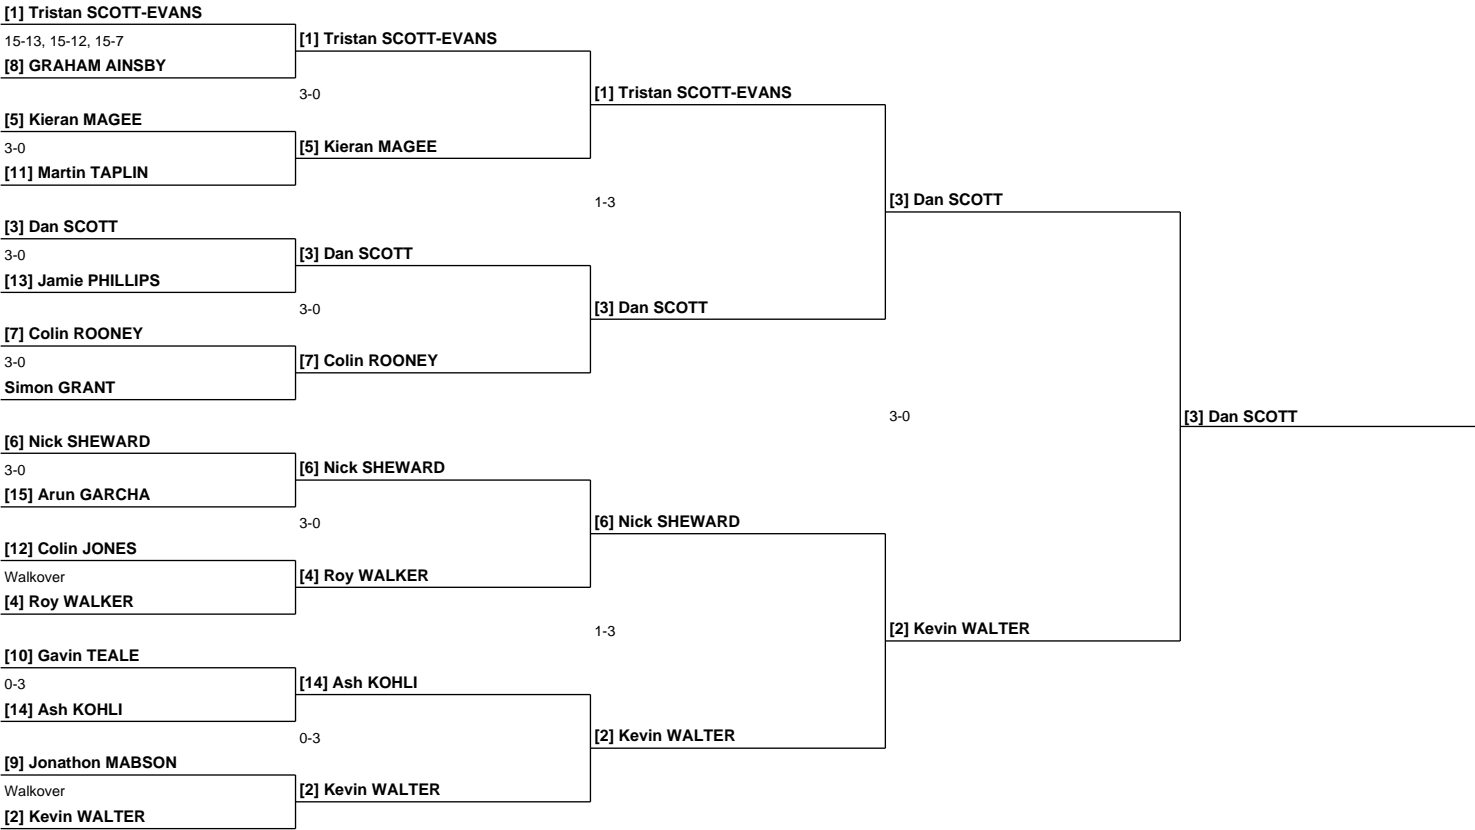 [1] Tristan SCOTT-EVANS
15-13, 15-12, 15-7
[8] GRAHAM AINSBY
[5] Kieran MAGEE
3-0
[11] Martin TAPLIN
[3] Dan SCOTT
3-0
[13] Jamie PHILLIPS
[7] Colin ROONEY
3-0
Simon GRANT
[6] Nick SHEWARD
3-0
[15] Arun GARCHA
[12] Colin JONES
Walkover
[4] Roy WALKER
[10] Gavin TEALE
0-3
[14] Ash KOHLI
[9] Jonathon MABSON
Walkover
[2] Kevin WALTER
[1] Tristan SCOTT-EVANS
3-0
[5] Kieran MAGEE
[3] Dan SCOTT
3-0
[7] Colin ROONEY
[6] Nick SHEWARD
3-0
[4] Roy WALKER
[14] Ash KOHLI
0-3
[2] Kevin WALTER
[1] Tristan SCOTT-EVANS
1-3
[3] Dan SCOTT
[6] Nick SHEWARD
1-3
[2] Kevin WALTER
[3] Dan SCOTT
3-0
[2] Kevin WALTER
[3] Dan SCOTT